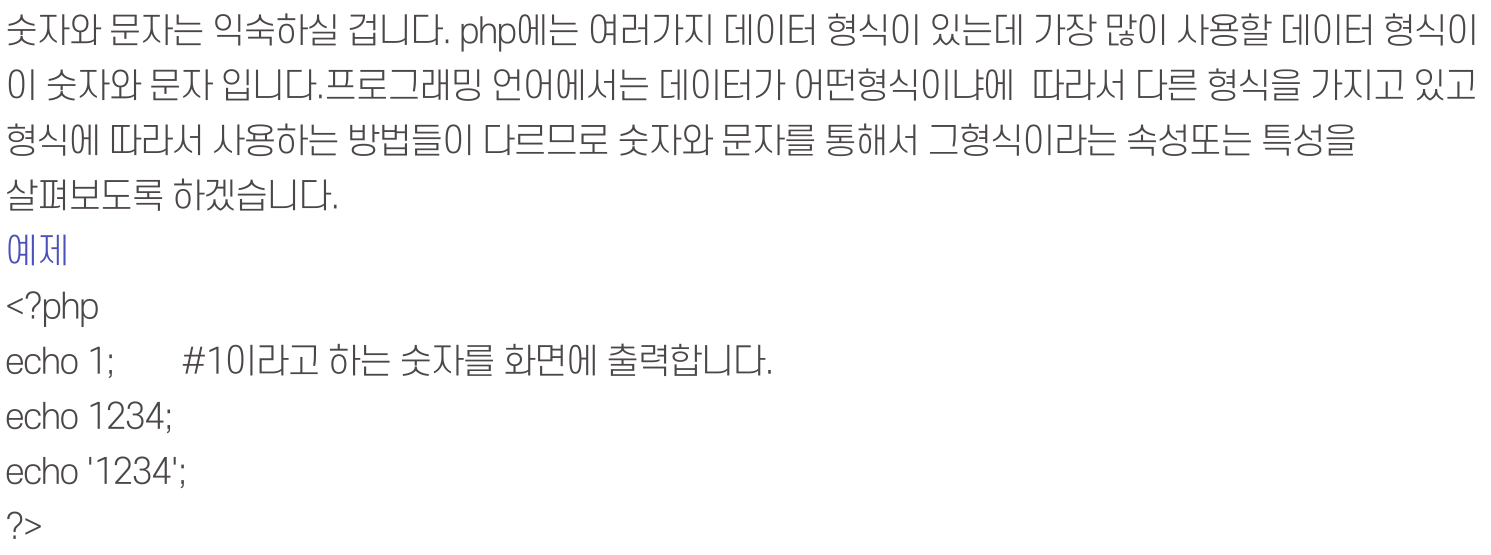 숫자와 문자는 익숙하실 겁니다. php에는 여러가지 데이터 형식이 있는데 가장 많이 사용할 데이터 형식이
이 숫자와 문자 입니다.프로그래밍 언어에서는 데이터가 어떤형식이냐에  따라서 다른 형식을 가지고 있고
형식에 따라서 사용하는 방법들이 다르므로 숫자와 문자를 통해서 그형식이라는 속성또는 특성을
살펴보도록 하겠습니다.
예제
<?php
echo 1;        #1이라고 하는 숫자를 화면에 출력합니다.
echo 1234;
echo '1234';
?>